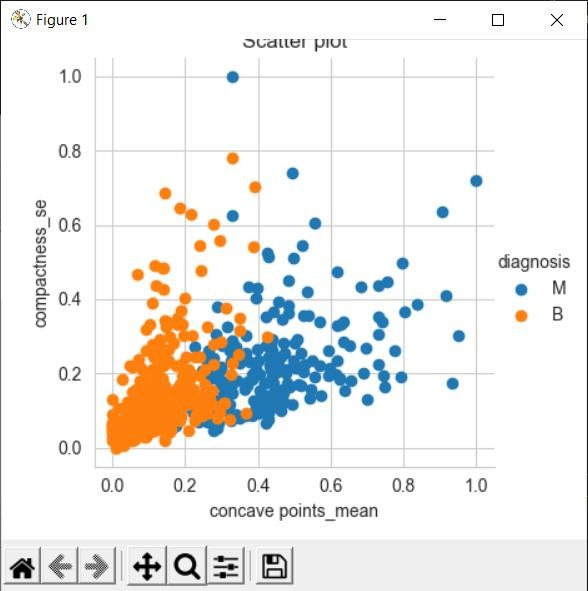 Figure 1
Scatter plot
1.0
0.8
0.6
0.4
0.2
0.0
compactness_se
0.0 0.2 0.4 0.6 0.8 1.0
concave points_mean
diagnosis
M
B